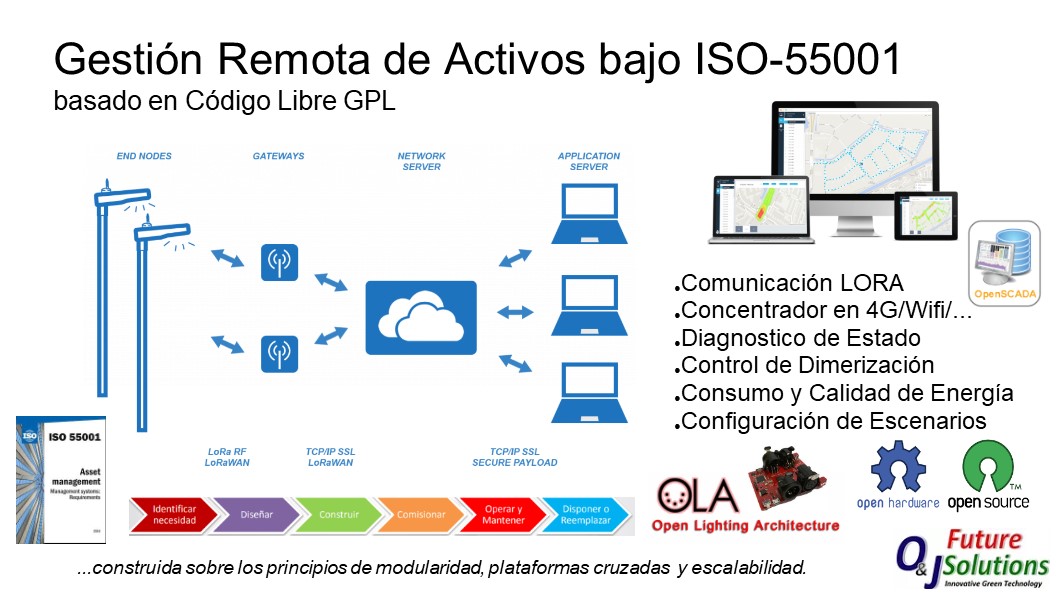 Gestión Remota de Activos bajo ISO-55001
basado en Código Libre GPL
END NODES
GATEWAYS
NETWORK
SERVER
APPLICATION
SERVER
OpenSCADA
●Comunicación LORA
●Concentrador en 4G/Wifi/...
●Diagnostico de Estado
●Control de Dimerización
●Consumo y Calidad de Energía
●Configuración de Escenarios
ISO
ISO 55001
Asset
management
Management systems:
Requirements
LoRa RF
LoRaWAN
TCP/IP SSL
LoRaWAN
TCP/IP SSL
SECURE PAYLOAD
Identificar
necesidad
Diseñar
Construir
Comisionar
Operar y
Mantener
Disponer o
Reemplazar
OLA
Open Lighting Architecture
open hardware
open source
TM
O&J Future
Solutions
Innovative Green Technology
...construida sobre los principios de modularidad, plataformas cruzadas y escalabilidad.